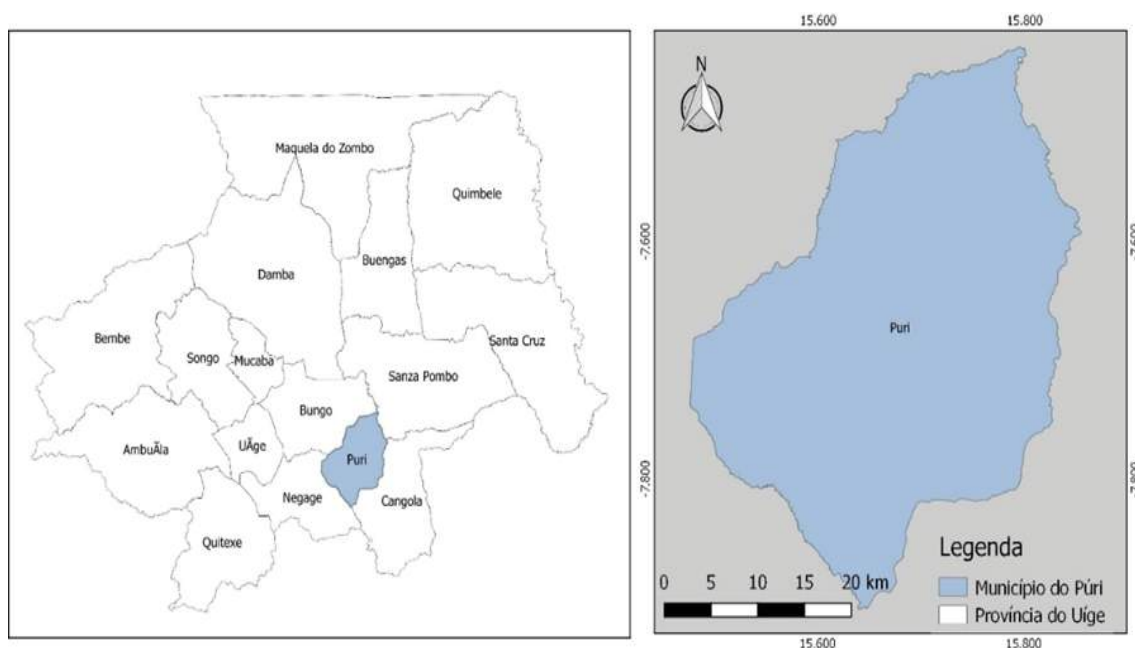 Maquela do Zombo
Quimbele
Buengas
Damba
Bembe
Songo
Mucaba
Santa Cruz
Sanza Pombo
Bungo
AmbuÃla
UÃge
Puri
Negage
Cangola
Quitexe
15.600 15.800
N
-7.600 -7.600
Puri
-7.800 -7.800
Legenda
0 5 10 15 20 km
Município do Púri
Província do Uíge
15.600 15.800